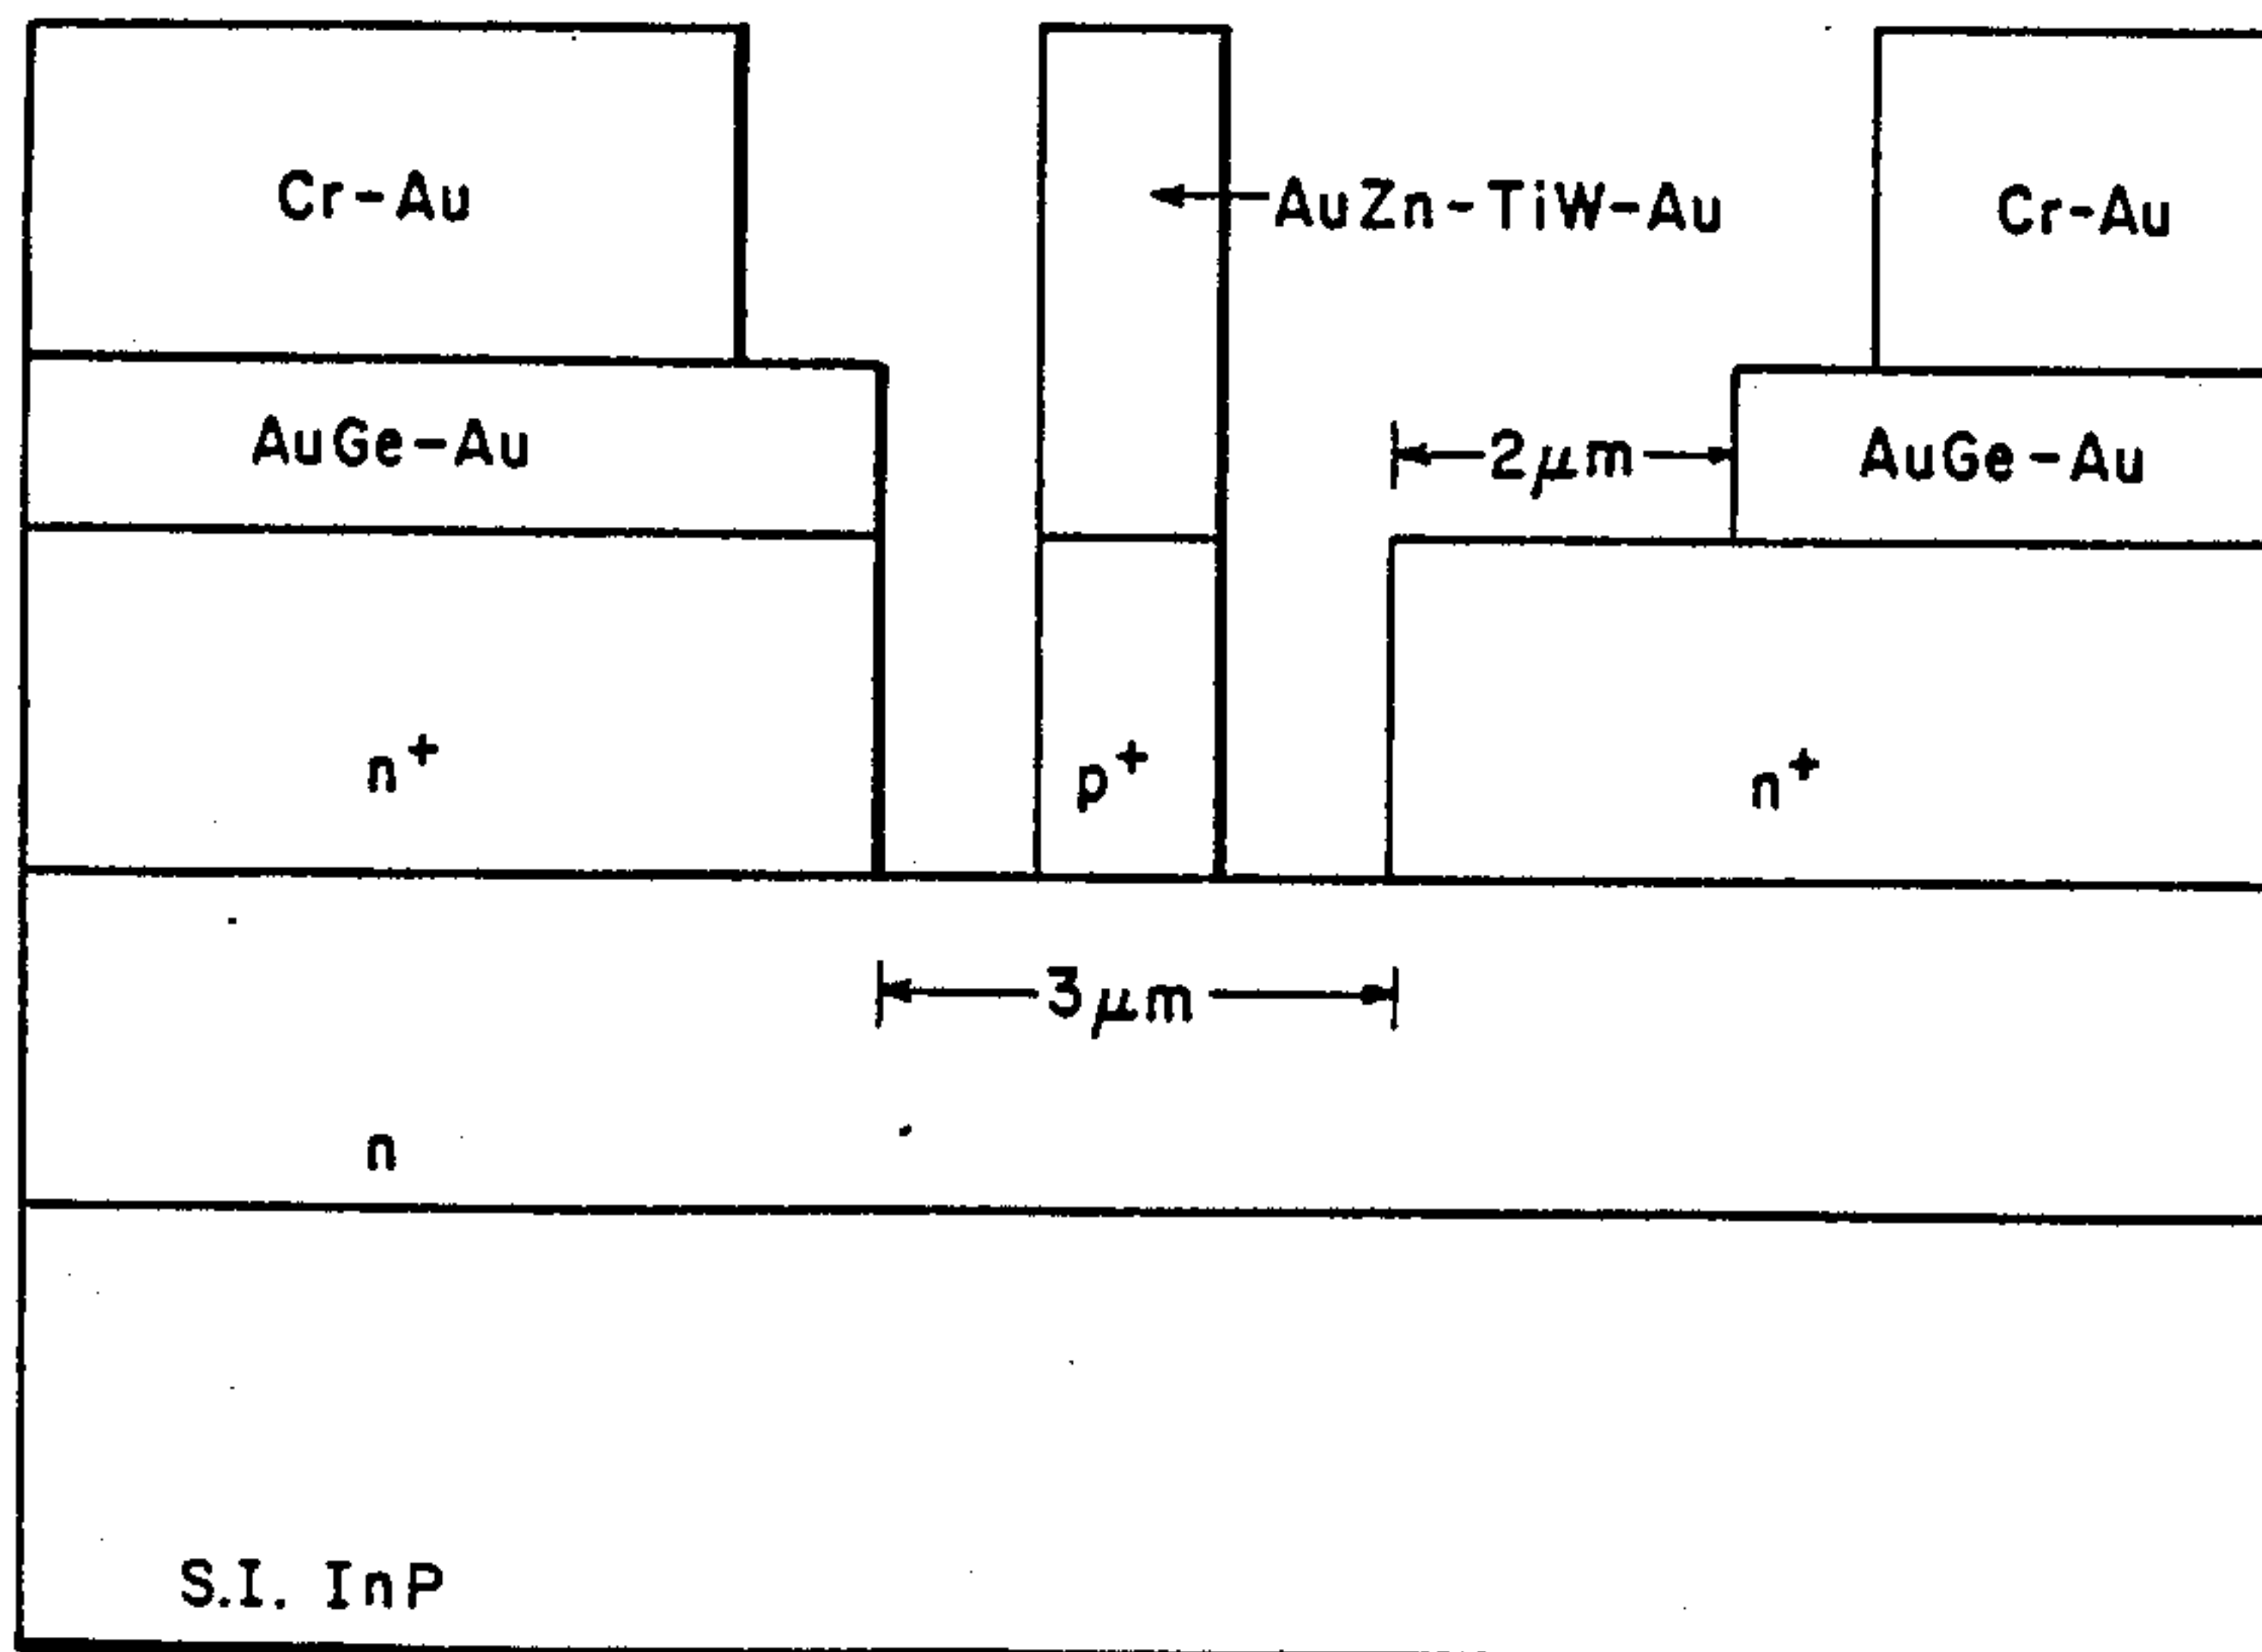 Cr-Au
AuZn-TiW-Au
Cr-Au
AuGe-Au
2μm
AuGe-Au
n+
p+
n+
3μm
n
S.I. InP